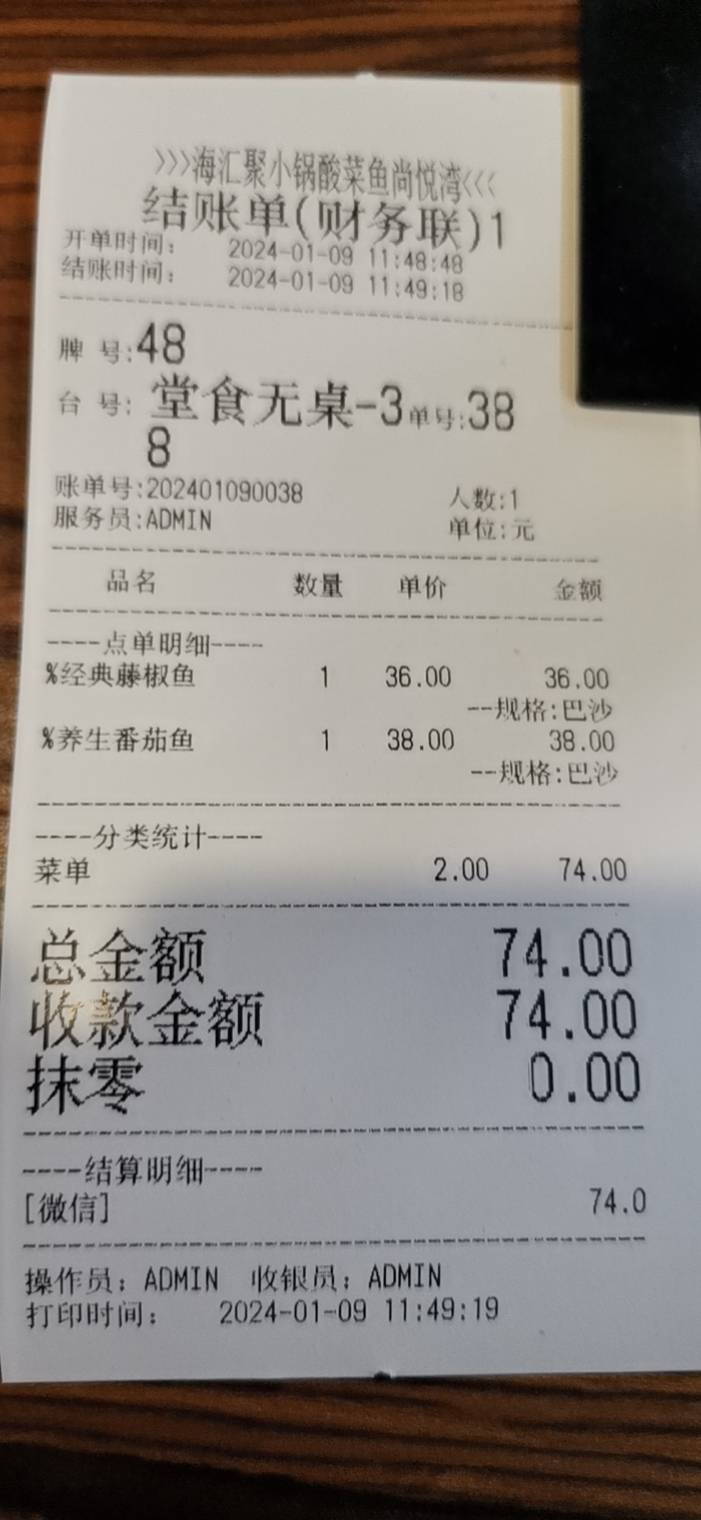 >>>海汇聚小锅酸菜鱼尚悦湾<<<
结账单(财务联)1
开单时间： 2024-01-09 11:48:48
结账时间： 2024-01-09 11:49:18
牌 号:48
台 号: 堂食无桌-3单号:38
8
账单号:202401090038 人数:1
服务员:ADMIN 单位:元
品名 数量 单价 金额
----点单明细----
%经典藤椒鱼 1 36.00 36.00
--规格:巴沙
%养生番茄鱼 1 38.00 38.00
--规格:巴沙
----分类统计----
菜单 2.00 74.00
总金额 74.00
收款金额 74.00
抹零 0.00
----结算明细----
[微信] 74.0
操作员：ADMIN 收银员：ADMIN
打印时间： 2024-01-09 11:49:19